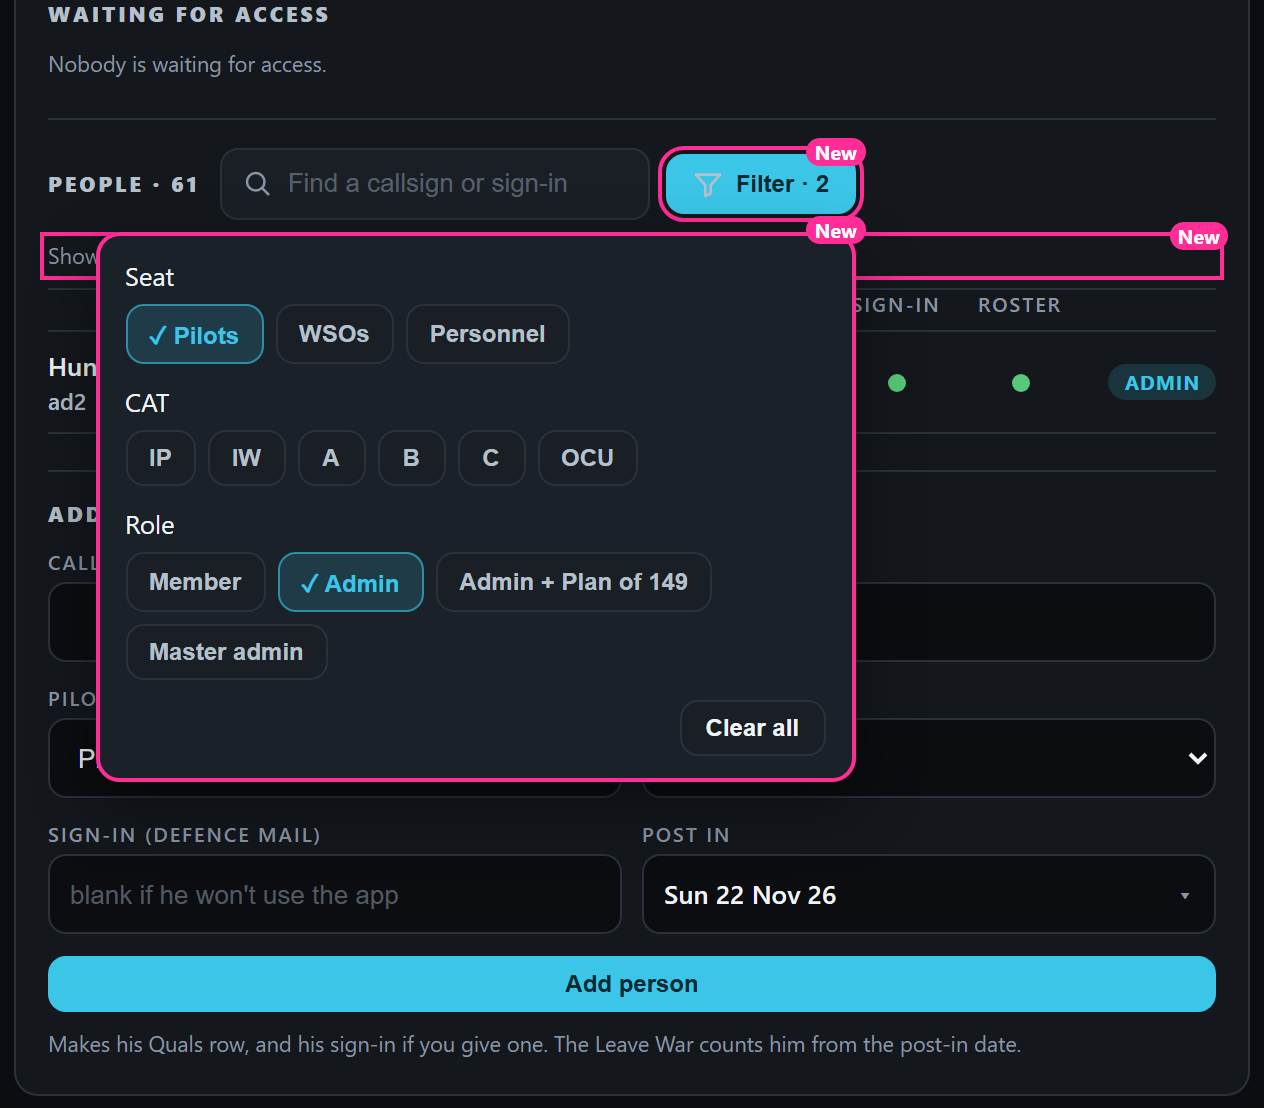 WAITING FOR ACCESS
Nobody is waiting for access.
PEOPLE · 61
Find a callsign or sign-in
Filter · 2
New
New
New
Show
Seat
✓ Pilots
WSOs
Personnel
SIGN-IN
ROSTER
Hun
ad2
ADMIN
CAT
IP
IW
A
B
C
OCU
ADD
Role
CALL
Member
✓ Admin
Admin + Plan of 149
Master admin
PILO
Clear all
P
SIGN-IN (DEFENCE MAIL)
POST IN
blank if he won't use the app
Sun 22 Nov 26
Add person
Makes his Quals row, and his sign-in if you give one. The Leave War counts him from the post-in date.